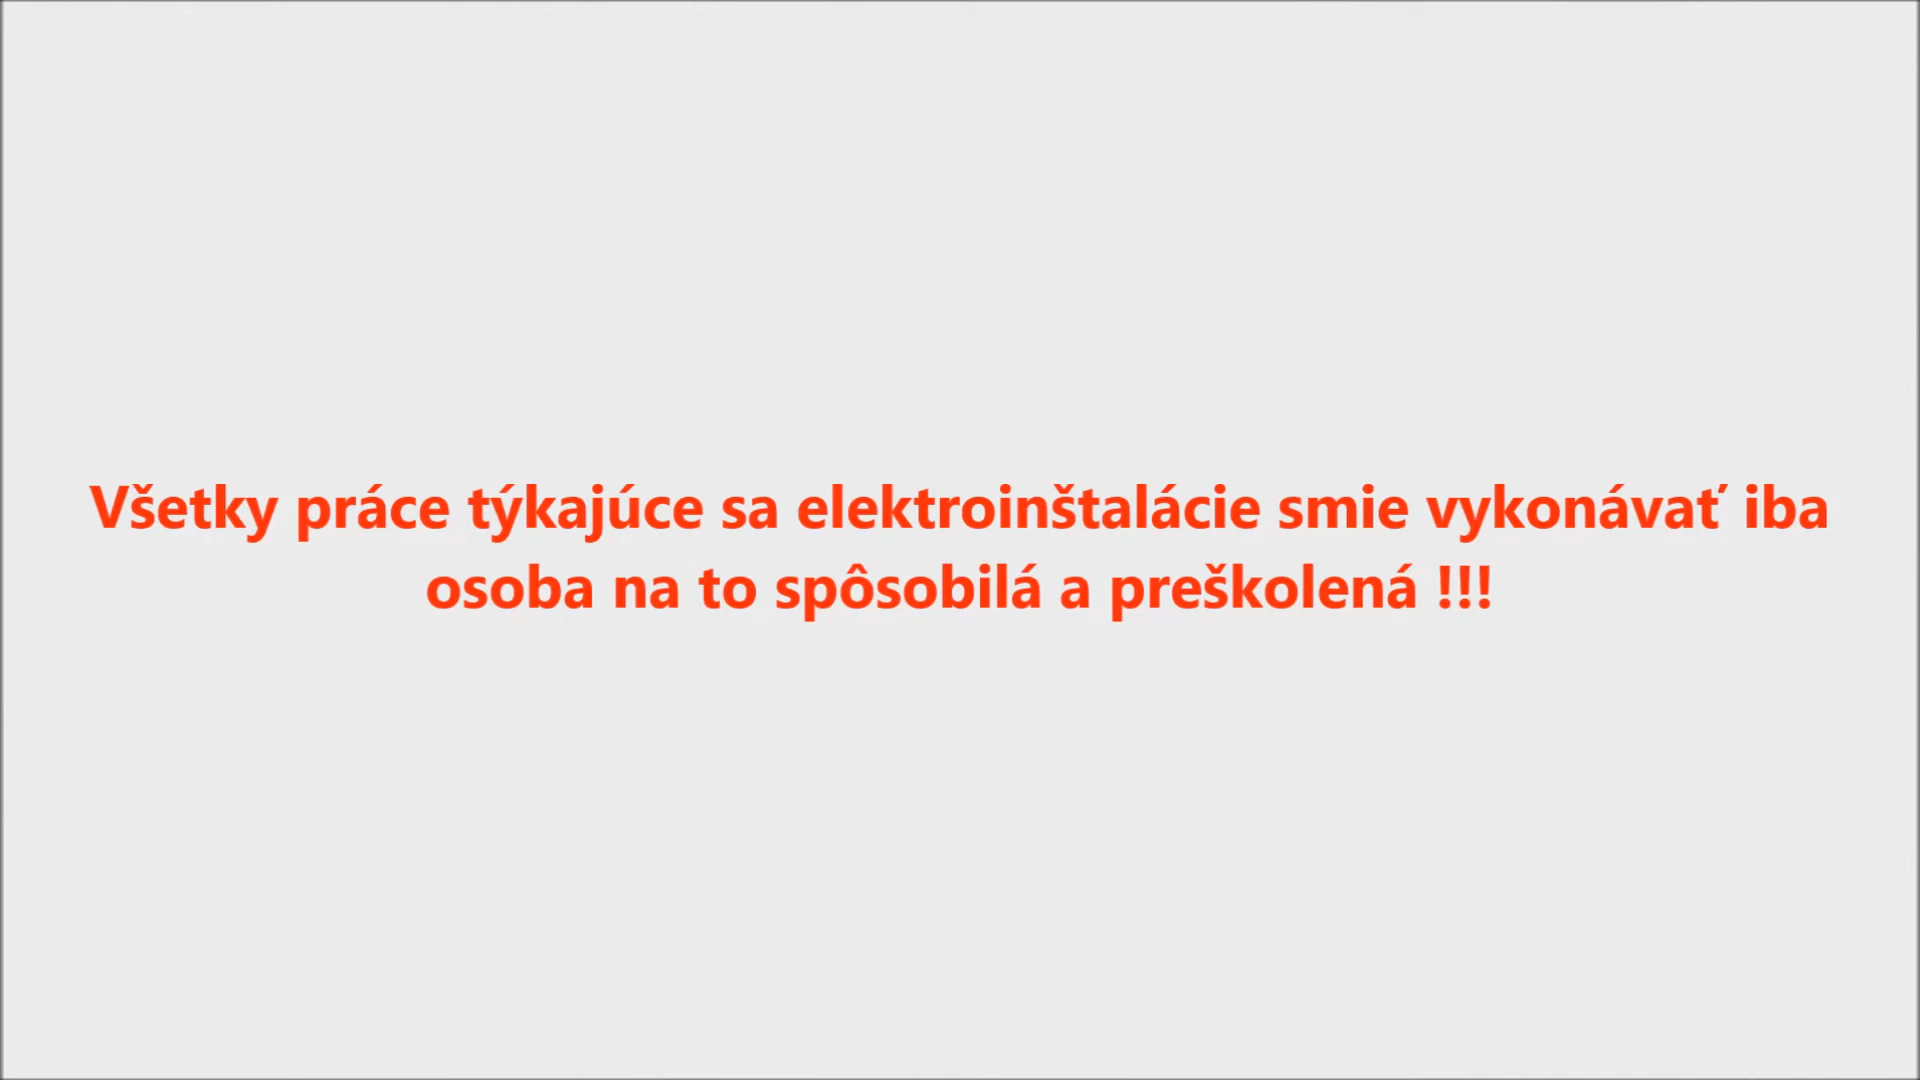 Všetky práce týkajúce sa elektroinštalácie smie vykonávať iba
osoba na to spôsobilá a preškolená !!!